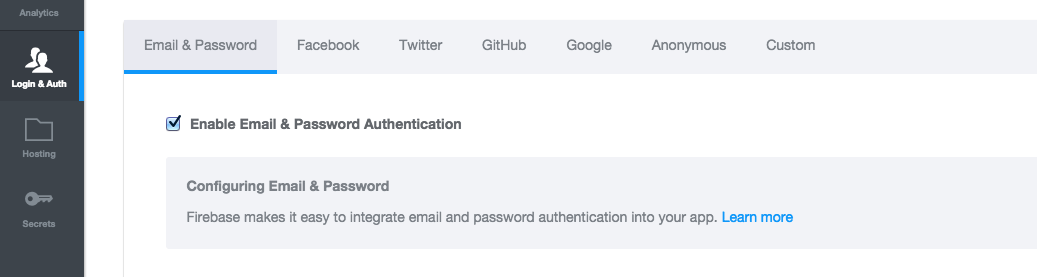 Analytics
Login & Auth
Hosting
Secrets
Email & Password Facebook Twitter GitHub Google Anonymous Custom
Enable Email & Password Authentication
Configuring Email & Password
Firebase makes it easy to integrate email and password authentication into your app. Learn more